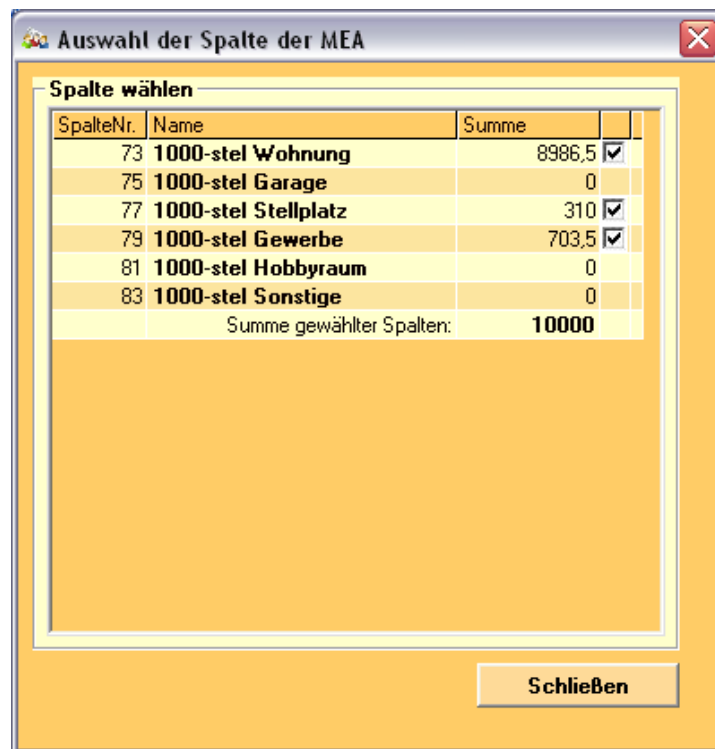 Auswahl der Spalte der MEA
Spalte wählen
SpalteNr. Name Summe
73 1000-stel Wohnung 8986,5
75 1000-stel Garage 0
77 1000-stel Stellplatz 310
79 1000-stel Gewerbe 703,5
81 1000-stel Hobbyraum 0
83 1000-stel Sonstige 0
Summe gewählter Spalten: 10000
Schließen